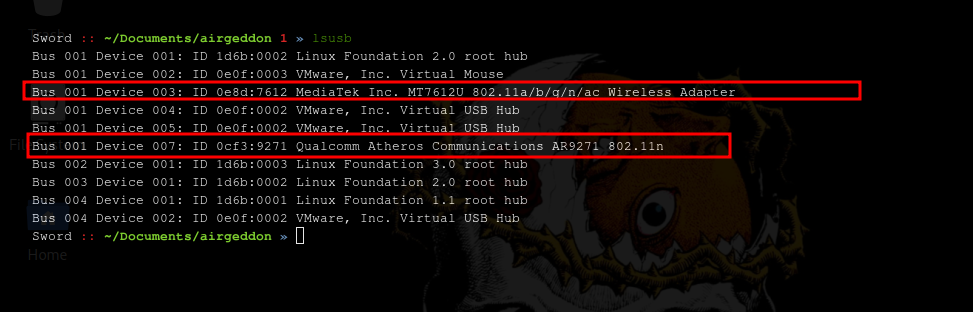 Sword :: ~/Documents/airgeddon 1 » lsusb
Bus 001 Device 001: ID 1d6b:0002 Linux Foundation 2.0 root hub
Bus 001 Device 002: ID 0e0f:0003 VMware, Inc. Virtual Mouse
Bus 001 Device 003: ID 0e8d:7612 MediaTek Inc. MT7612U 802.11a/b/g/n/ac Wireless Adapter
Bus 001 Device 004: ID 0e0f:0002 VMware, Inc. Virtual USB Hub
Bus 001 Device 005: ID 0e0f:0002 VMware, Inc. Virtual USB Hub
Bus 001 Device 007: ID 0cf3:9271 Qualcomm Atheros Communications AR9271 802.11n
Bus 002 Device 001: ID 1d6b:0003 Linux Foundation 3.0 root hub
Bus 003 Device 001: ID 1d6b:0002 Linux Foundation 2.0 root hub
Bus 004 Device 001: ID 1d6b:0001 Linux Foundation 1.1 root hub
Bus 004 Device 002: ID 0e0f:0002 VMware, Inc. Virtual USB Hub
Sword :: ~/Documents/airgeddon »
Home